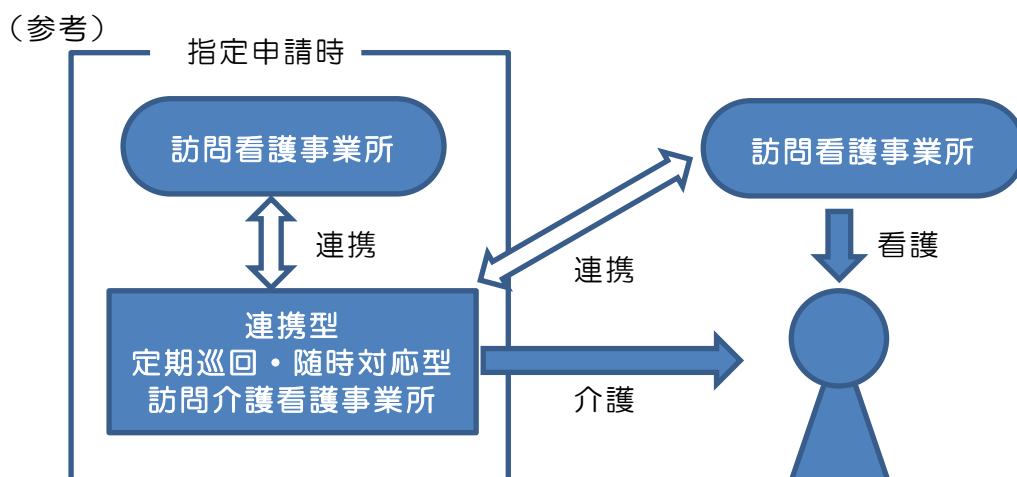 （参考）
指定申請時
訪問看護事業所
訪問看護事業所
連携
連携
看護
連携型
定期巡回・随時対応型
訪問介護看護事業所
介護